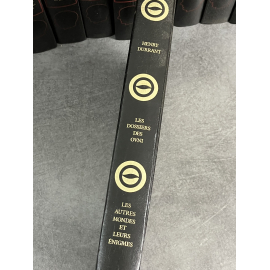 HENRY
DURRANT
LES
DOSSIERS
DES
OVNI
LES
AUTRES
MONDES
ET
LEURS
ÉNIGMES